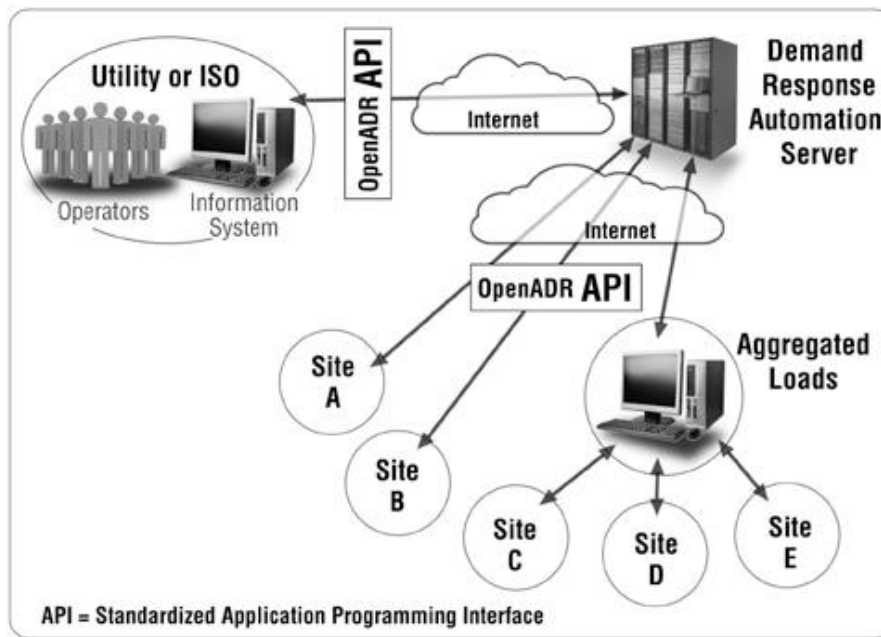 Utility or ISO
Operators
Information
System
OpenADR API
Internet
Demand
Response
Automation
Server
Internet
OpenADR API
Site
A
Site
B
Aggregated
Loads
Site
C
Site
D
Site
E
API = Standardized Application Programming Interface